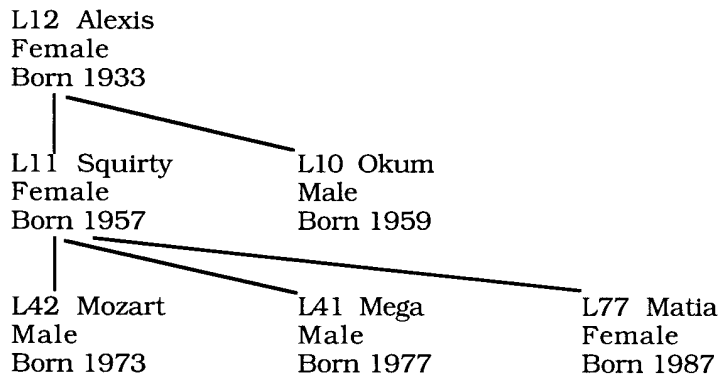 L12 Alexis
Female
Born 1933
L11 Squirty
Female
Born 1957
L10 Okum
Male
Born 1959
L42 Mozart
Male
Born 1973
L41 Mega
Male
Born 1977
L77 Matia
Female
Born 1987